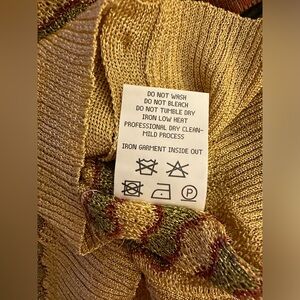 DO NOT WASH
DO NOT BLEACH
DO NOT TUMBLE DRY
IRON LOW HEAT
PROFESSIONAL DRY CLEAN-
MILD PROCESS
IRON GARMENT INSIDE OUT
P